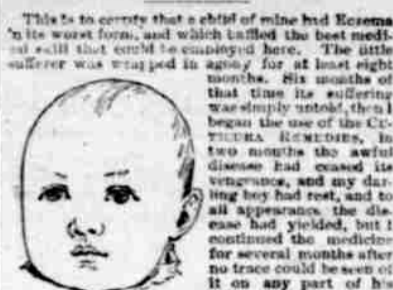 This is to certify that a child of mine had Eczema
in its worst form, and which baffled the best medi-
cal skill that could be employed here. The little
sufferer was wrapped in agony for at least eight
months. Six months of
that time its suffering
was simply untold, then I
began the use of the CU-
TICURA REMEDIES, in
two months the awful
disease had ceased its
vengeance, and my dar-
ling boy had rest, and to
all appearance the dis-
ease had yielded, but I
continued the medicine
for several months after
no trace could be seen of
it on any part of his